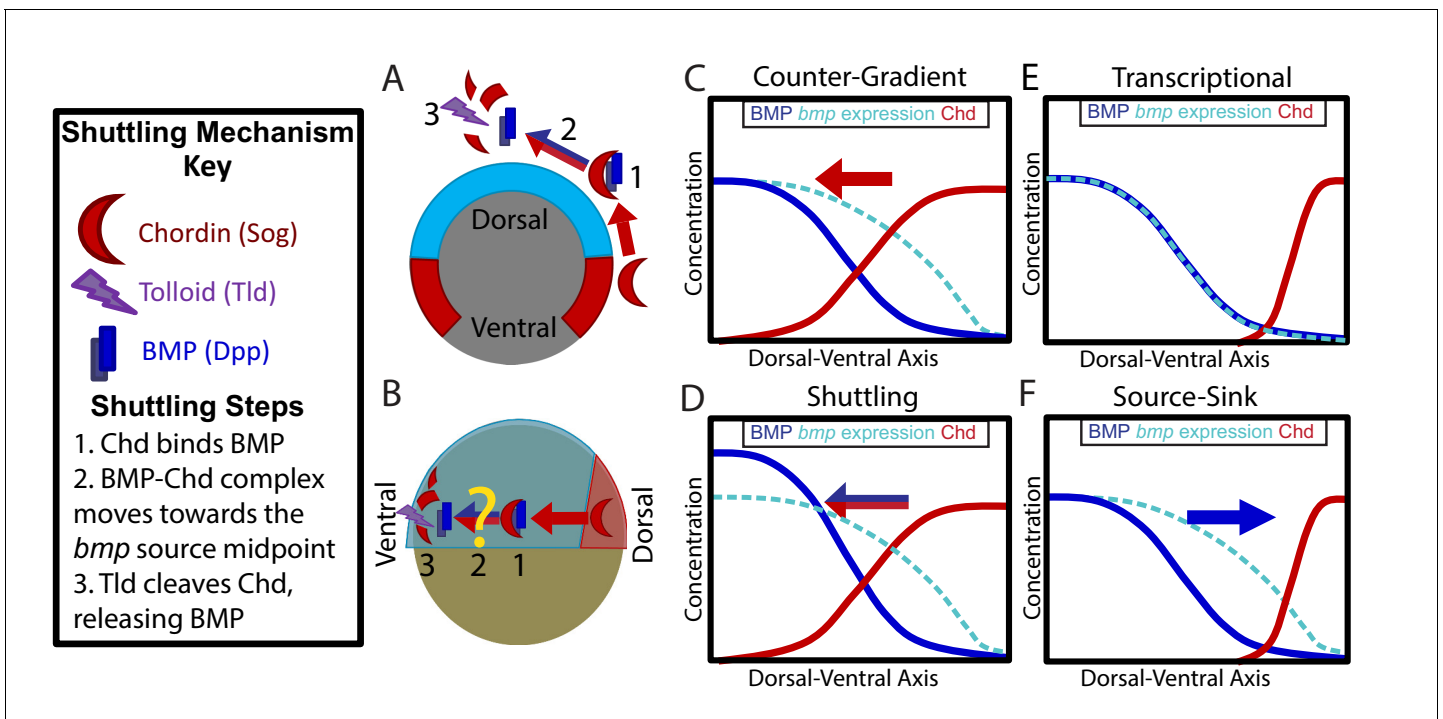 Shuttling Mechanism
Key
Chordin (Sog)
Tolloid (Tld)
BMP (Dpp)
Shuttling Steps
1. Chd binds BMP
2. BMP-Chd complex
moves towards the
bmp source midpoint
3. Tld cleaves Chd,
releasing BMP
A
3
2
1
Dorsal
Ventral
B
Ventral
?
3
2
1
Dorsal
C
Counter-Gradient
BMP bmp expression Chd
Concentration
Dorsal-Ventral Axis
D
Shuttling
BMP bmp expression Chd
Concentration
Dorsal-Ventral Axis
E
Transcriptional
BMP bmp expression Chd
Concentration
Dorsal-Ventral Axis
F
Source-Sink
BMP bmp expression Chd
Concentration
Dorsal-Ventral Axis